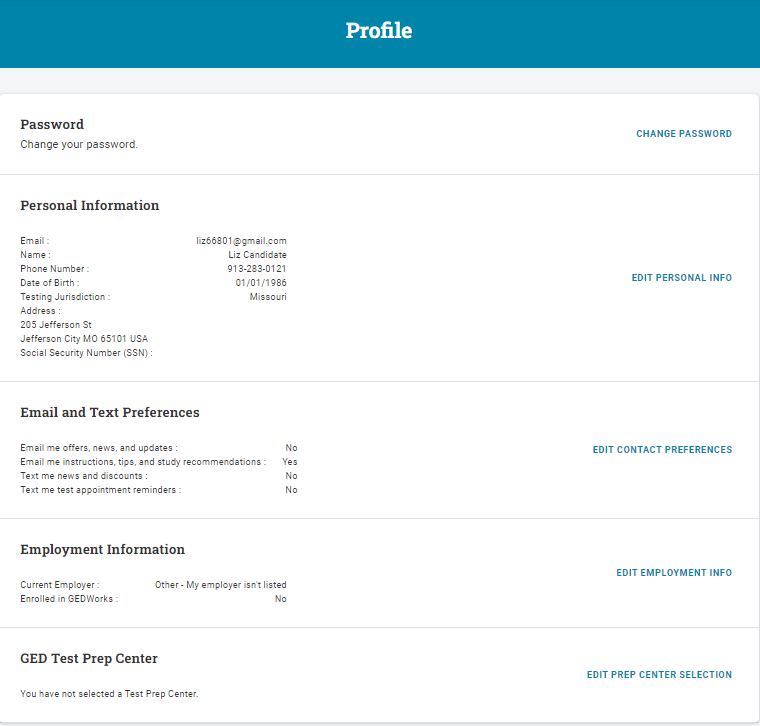 Profile
Password
Change your password.
CHANGE PASSWORD
Personal Information
Email : liz66801@gmail.com
Name : Liz Candidate
Phone Number : 913-283-0121
Date of Birth : 01/01/1986
Testing Jurisdiction : Missouri
Address :
205 Jefferson St
Jefferson City MO 65101 USA
Social Security Number (SSN) :
EDIT PERSONAL INFO
Email and Text Preferences
Email me offers, news, and updates : No
Email me instructions, tips, and study recommendations : Yes
Text me news and discounts : No
Text me test appointment reminders : No
EDIT CONTACT PREFERENCES
Employment Information
Current Employer : Other - My employer isn't listed
Enrolled in GEDWorks : No
EDIT EMPLOYMENT INFO
GED Test Prep Center
You have not selected a Test Prep Center.
EDIT PREP CENTER SELECTION